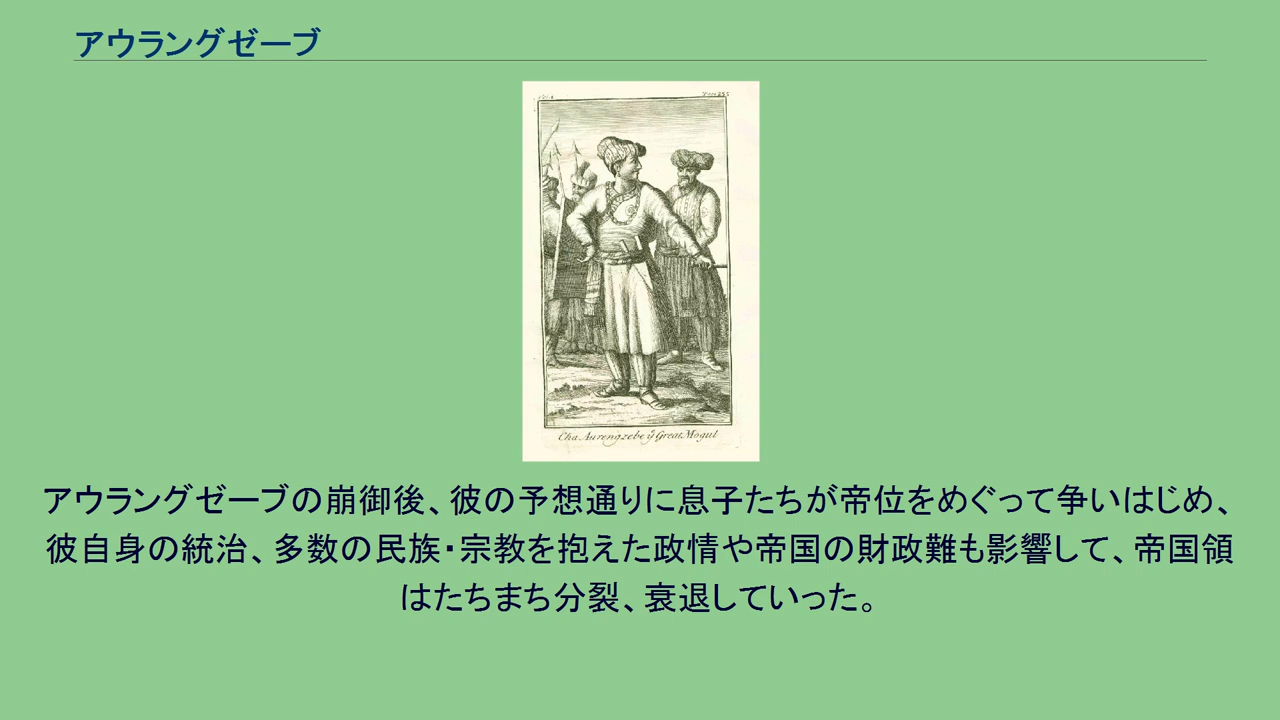 アウラングゼーブ
Cha Aurengzebe ÿ Great Mogul
アウラングゼーブの崩御後、彼の予想通りに息子たちが帝位をめぐって争いはじめ、
彼自身の統治、多数の民族・宗教を抱えた政情や帝国の財政難も影響して、帝国領
はたちまち分裂、衰退していった。